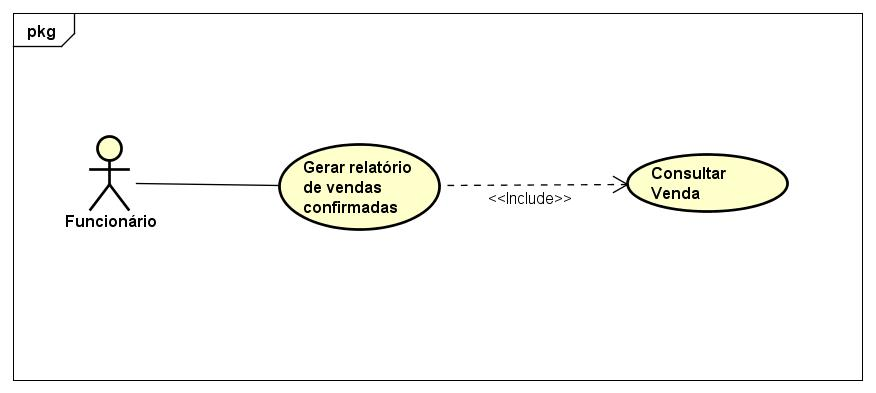 pkg
Gerar relatório
de vendas
confirmadas
Consultar
Venda
<<Include>>
Funcionário